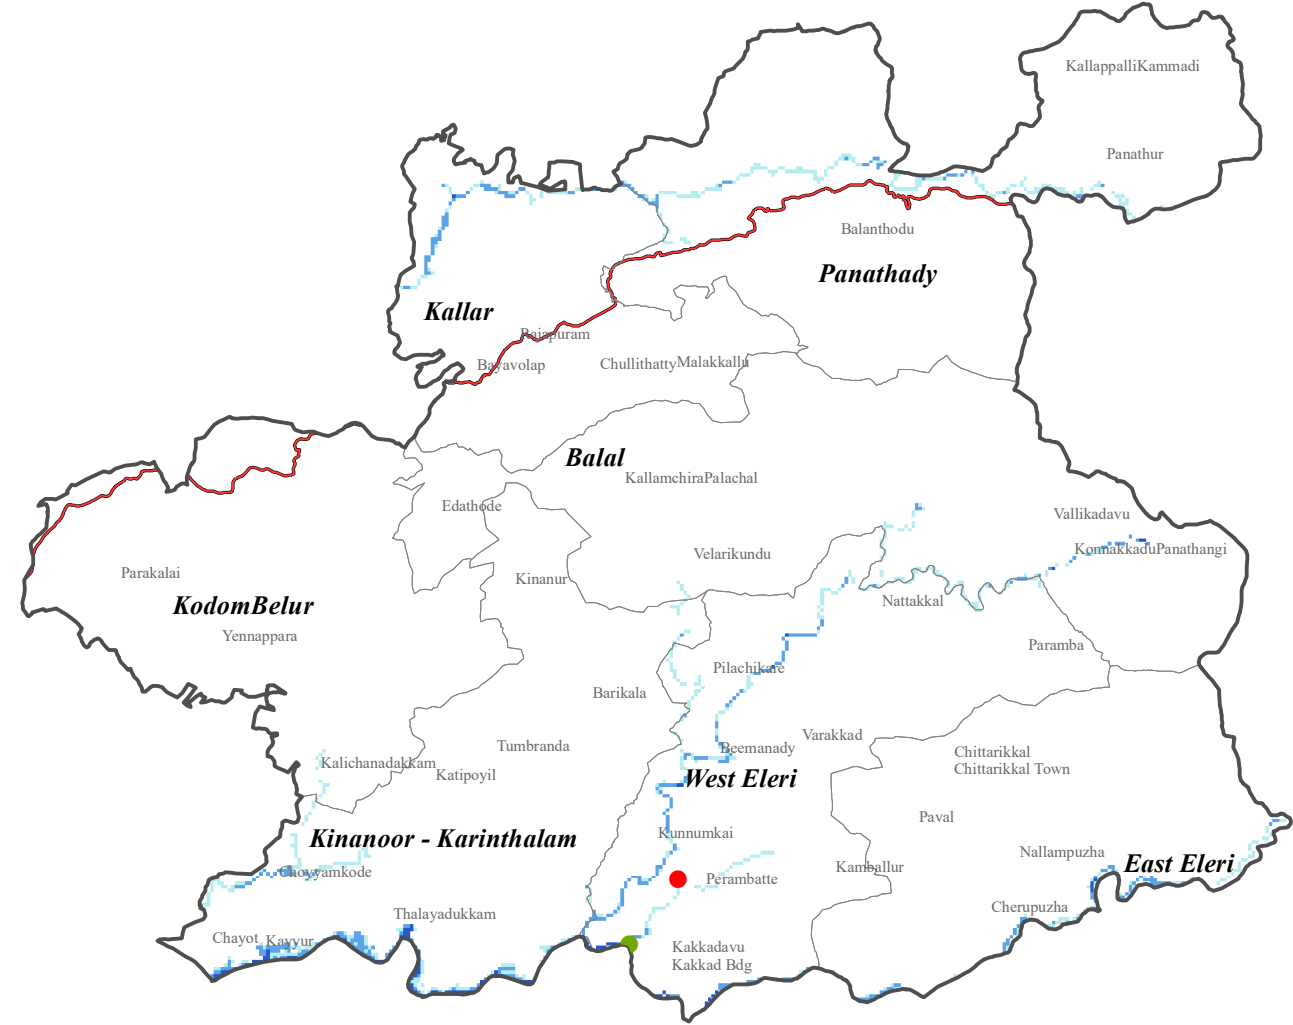 KallappalliKammadi
Panathur
Balanthodu
Panathady
Kallar
Rajapuram
Bayavolap
ChullithattyMalakkallu
Balal
KallamchiraPalachal
Edathode
Vallikadavu
KonnakkaduPanathangi
Velarikundu
Parakalai
Kinanur
KodomBelur
Nattakkal
Yennappara
Paramba
Pilachikare
Barikala
Varakkad
Tumbranda
Beemanady
Chittarikkal
Chittarikkal Town
Kalichanadakkam
Katipoyil
West Eleri
Paval
Kinanoor - Karinthalam
Kunnumkai
Nallampuzha
East Eleri
Kamballur
Choyyamkode
Perambatte
Cherupuzha
Thalayadukkam
Chayot
Kayyur
Kakkadavu
Kakkad Bdg